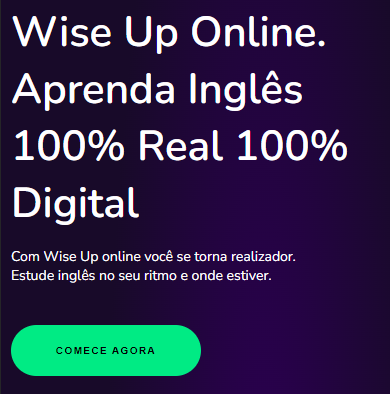 Wise Up Online.
Aprenda Inglês
100% Real 100%
Digital
Com Wise Up online você se torna realizador.
Estude inglês no seu ritmo e onde estiver.
COMECE AGORA